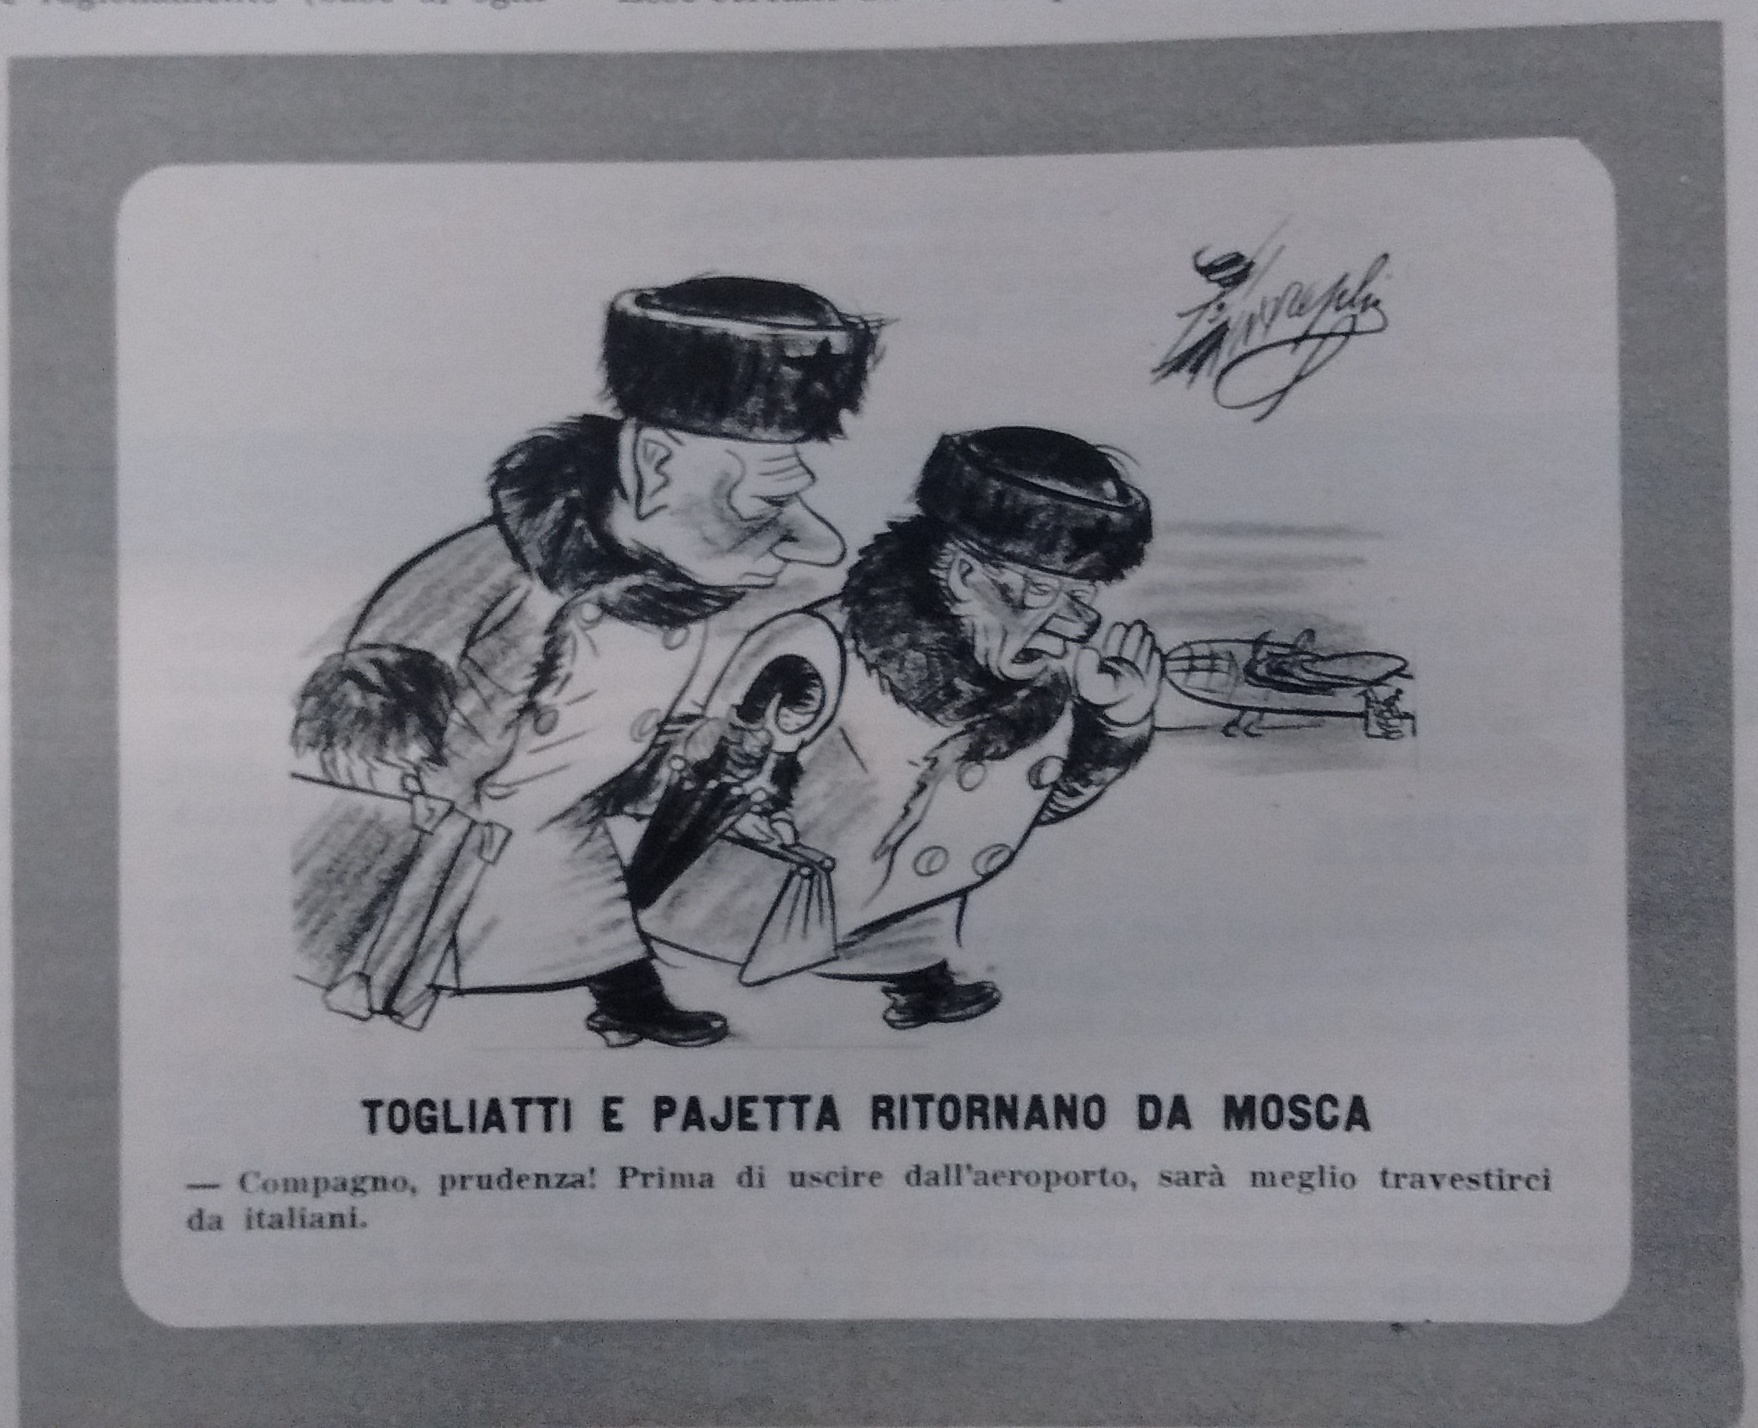 TOGLIATTI E PAJETTA RITORNANO DA MOSCA
— Compagno, prudenza! Prima di uscire dall'aeroporto, sarà meglio travestirci
da italiani.